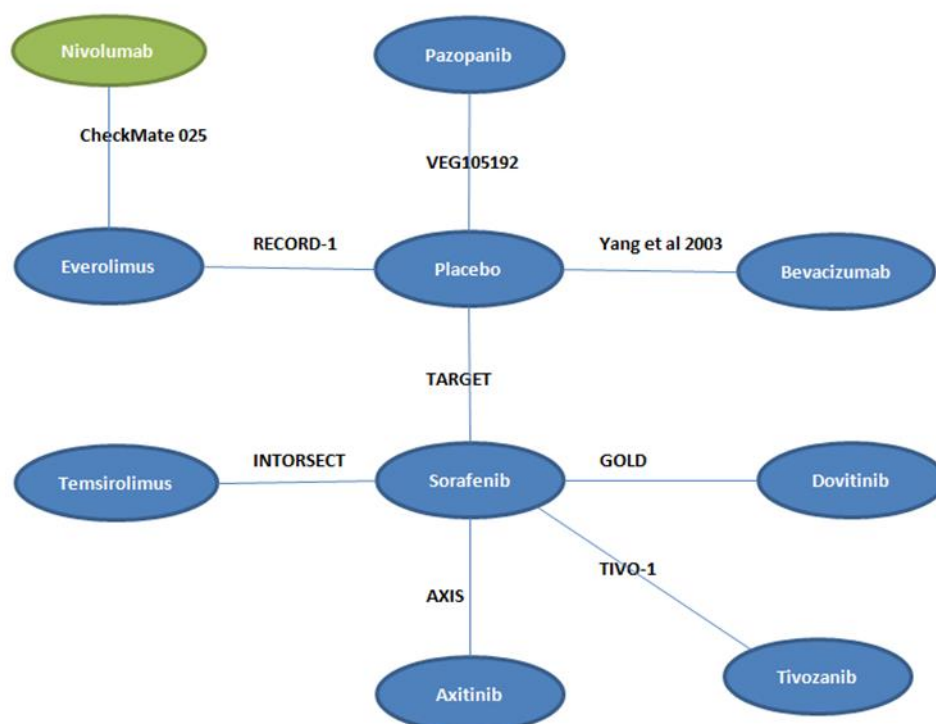 Nivolumab
Pazopanib
CheckMate 025
VEG105192
RECORD-1
Yang et al 2003
Everolimus
Placebo
Bevacizumab
TARGET
INTORSECT
GOLD
Temsirolimus
Sorafenib
Dovitinib
TIVO-1
AXIS
Tivozanib
Axitinib